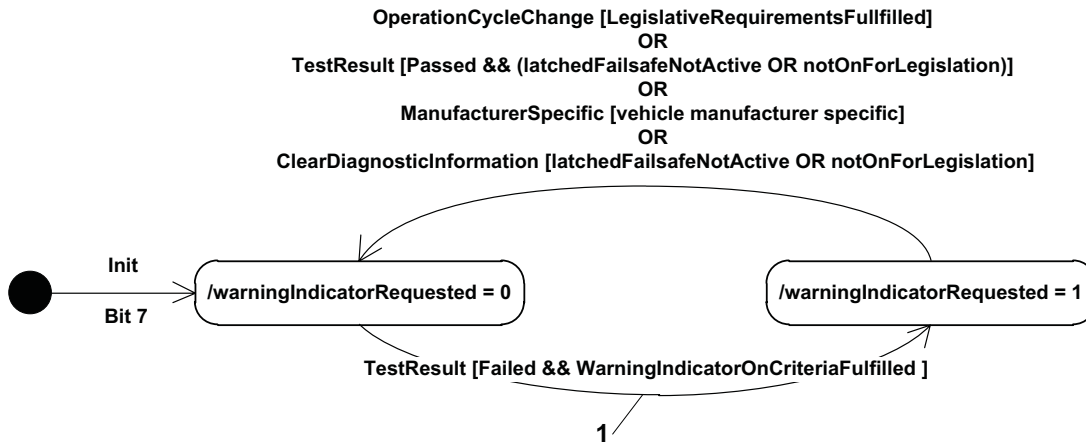 OperationCycleChange [LegislativeRequirementsFullfilled]
OR
TestResult [Passed && (latchedFailsafeNotActive OR notOnForLegislation)]
OR
ManufacturerSpecific [vehicle manufacturer specific]
OR
ClearDiagnosticInformation [latchedFailsafeNotActive OR notOnForLegislation]
Init
Bit 7
/warningIndicatorRequested = 0
/warningIndicatorRequested = 1
TestResult [Failed && WarningIndicatorOnCriteriaFulfilled ]
1